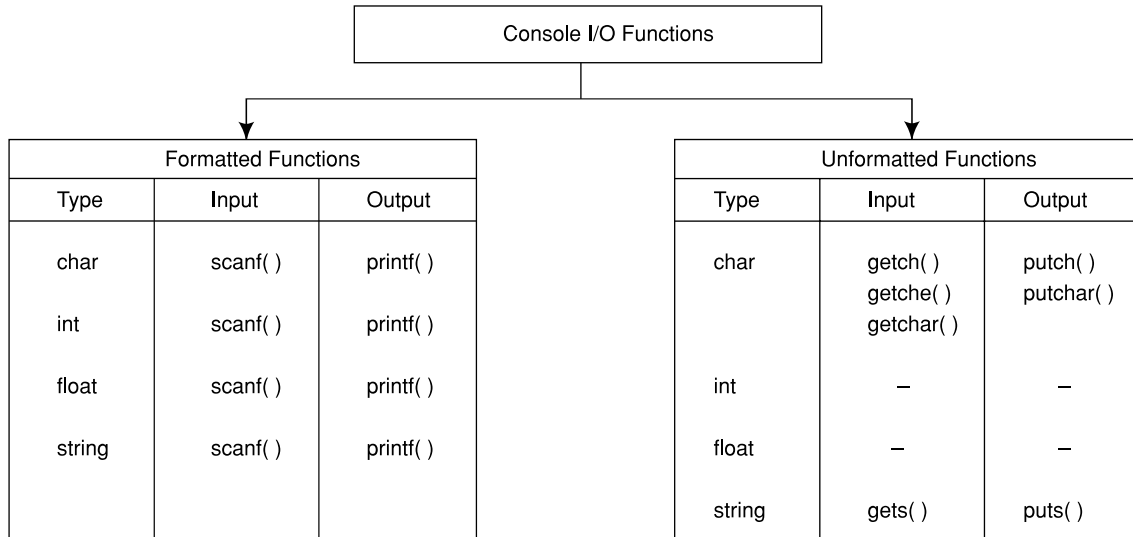 Console I/O Functions
Formatted Functions
Type Input Output
char scanf( ) printf( )
int scanf( ) printf( )
float scanf( ) printf( )
string scanf( ) printf( )
Unformatted Functions
Type Input Output
char getch( ) putch( )
getche( ) putchar( )
getchar( )
int – –
float – –
string gets( ) puts( )